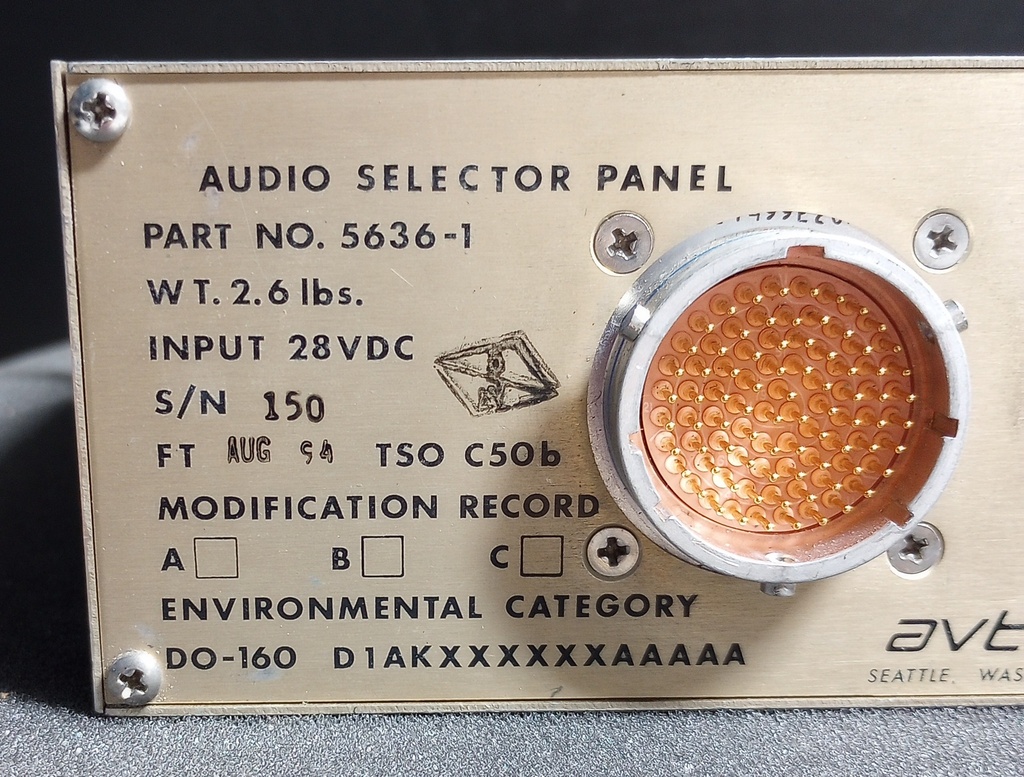 AUDIO SELECTOR PANEL
PART NO. 5636-1
WT. 2.6 lbs.
INPUT 28VDC
S/N 150
FT AUG 94 TSO C50b
MODIFICATION RECORD
A B C
ENVIRONMENTAL CATEGORY
DO-160 D1AKXXXXXXXAAAAA
avt
SEATTLE, WAS